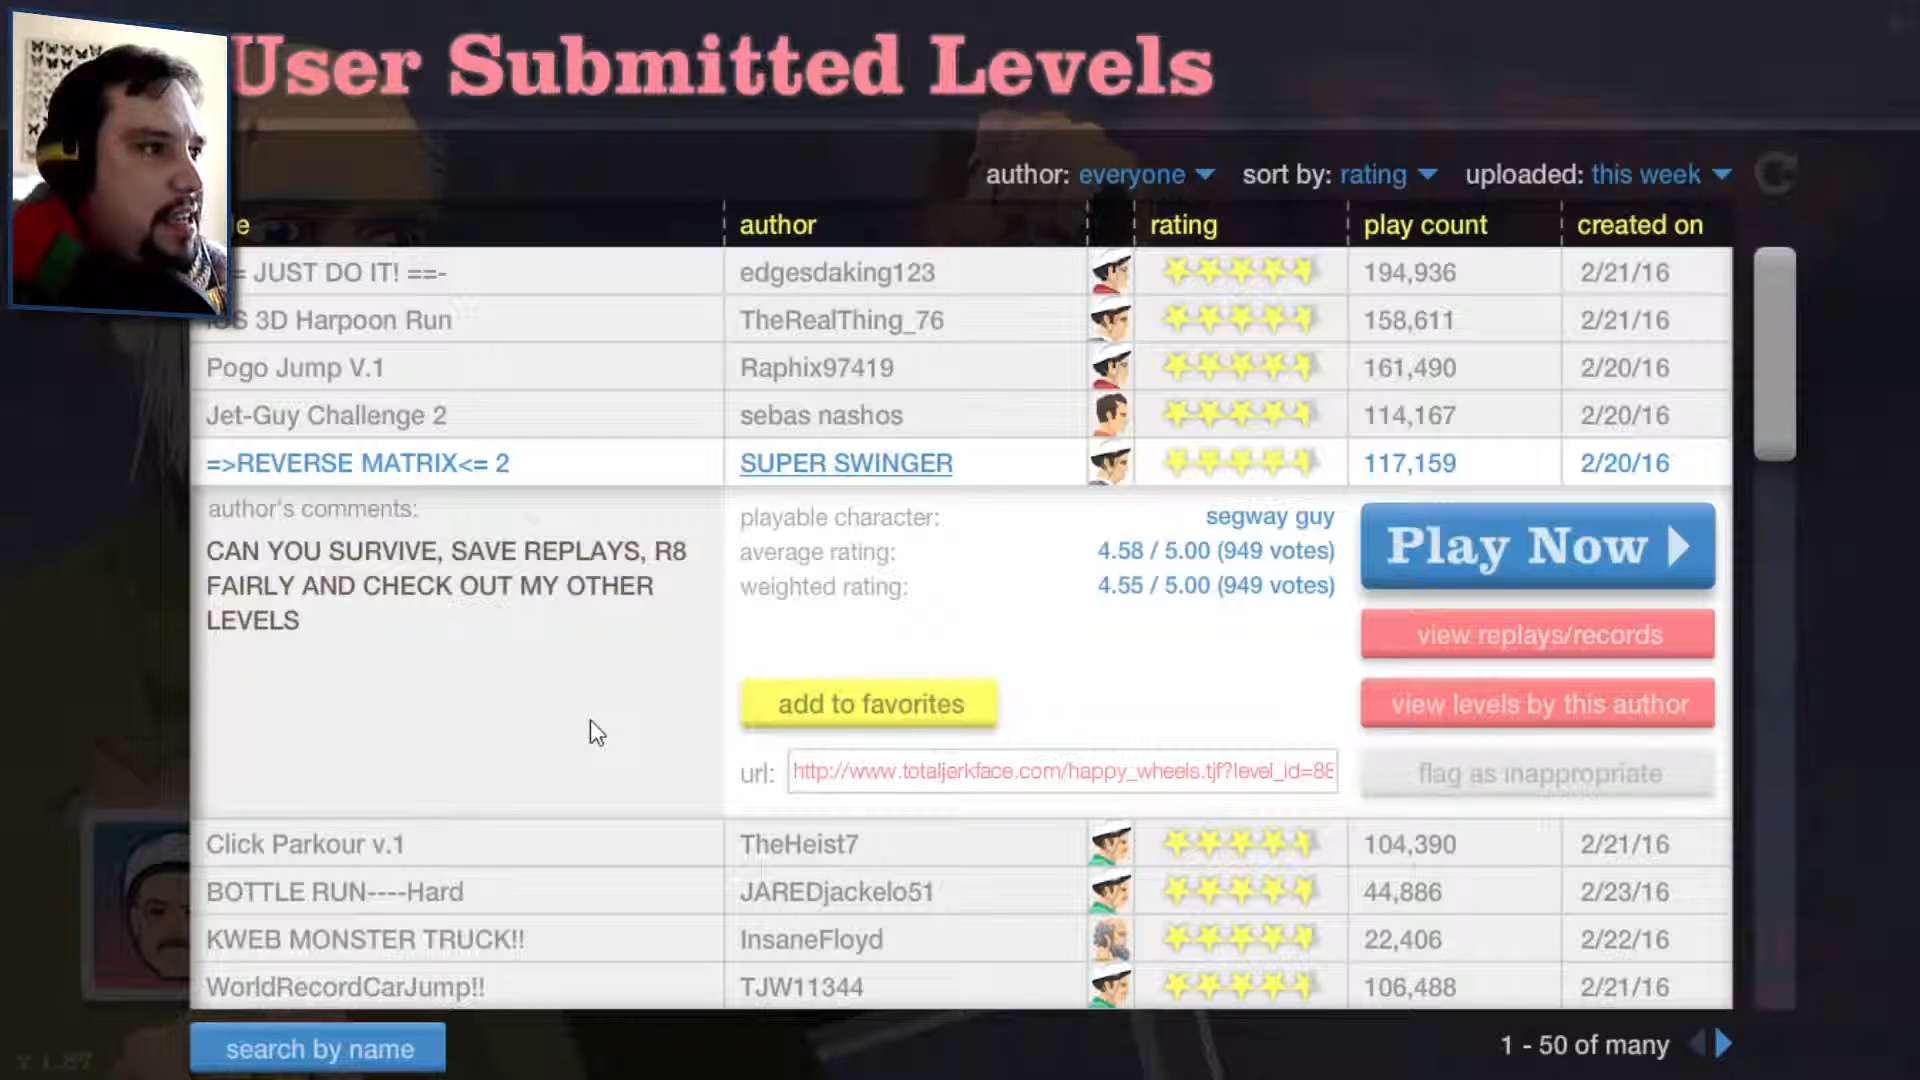 User Submitted Levels
author: everyone sort by: rating uploaded: this week
author rating play count created on
JUST DO IT! ==- edgesdaking123 194,936 2/21/16
3D Harpoon Run TheRealThing_76 158,611 2/21/16
Pogo Jump V.1 Raphix97419 161,490 2/20/16
Jet-Guy Challenge 2 sebas nashos 114,167 2/20/16
=>REVERSE MATRIX<= 2 SUPER SWINGER 117,159 2/20/16
author's comments:
CAN YOU SURVIVE, SAVE REPLAYS, R8
FAIRLY AND CHECK OUT MY OTHER
LEVELS
playable character: segway guy
average rating: 4.58 / 5.00 (949 votes)
weighted rating: 4.55 / 5.00 (949 votes)
add to favorites
url: http://www.totaljerkface.com/happy_wheels.tjf?level_id=88
Play Now
view replays/records
view levels by this author
flag as inappropriate
Click Parkour v.1 TheHeist7 104,390 2/21/16
BOTTLE RUN----Hard JAREDjackelo51 44,886 2/23/16
KWEB MONSTER TRUCK!! InsaneFloyd 22,406 2/22/16
WorldRecordCarJump!! TJW11344 106,488 2/21/16
search by name
1 - 50 of many
v 1.87